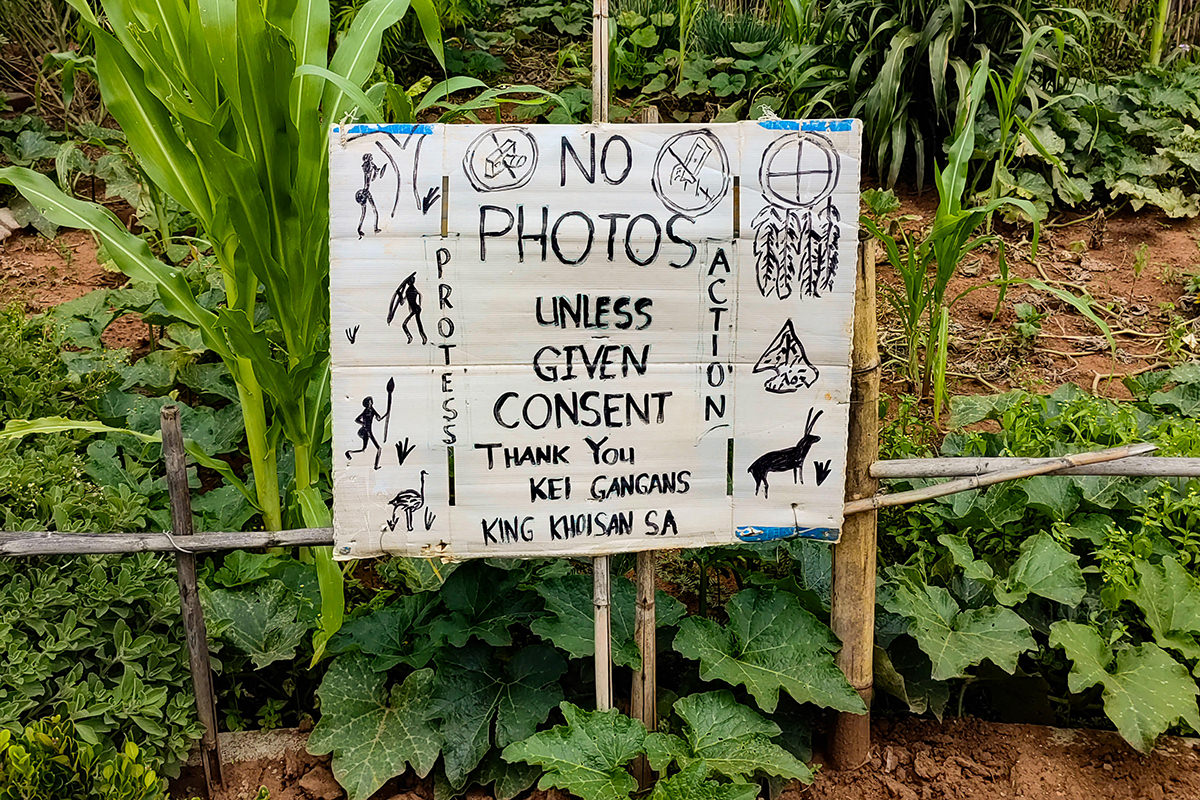 NO
PHOTOS
UNLESS
GIVEN
CONSENT
THANK YOU
KEI GANGANS
KING KHOISAN SA
PROTESS
ACTION